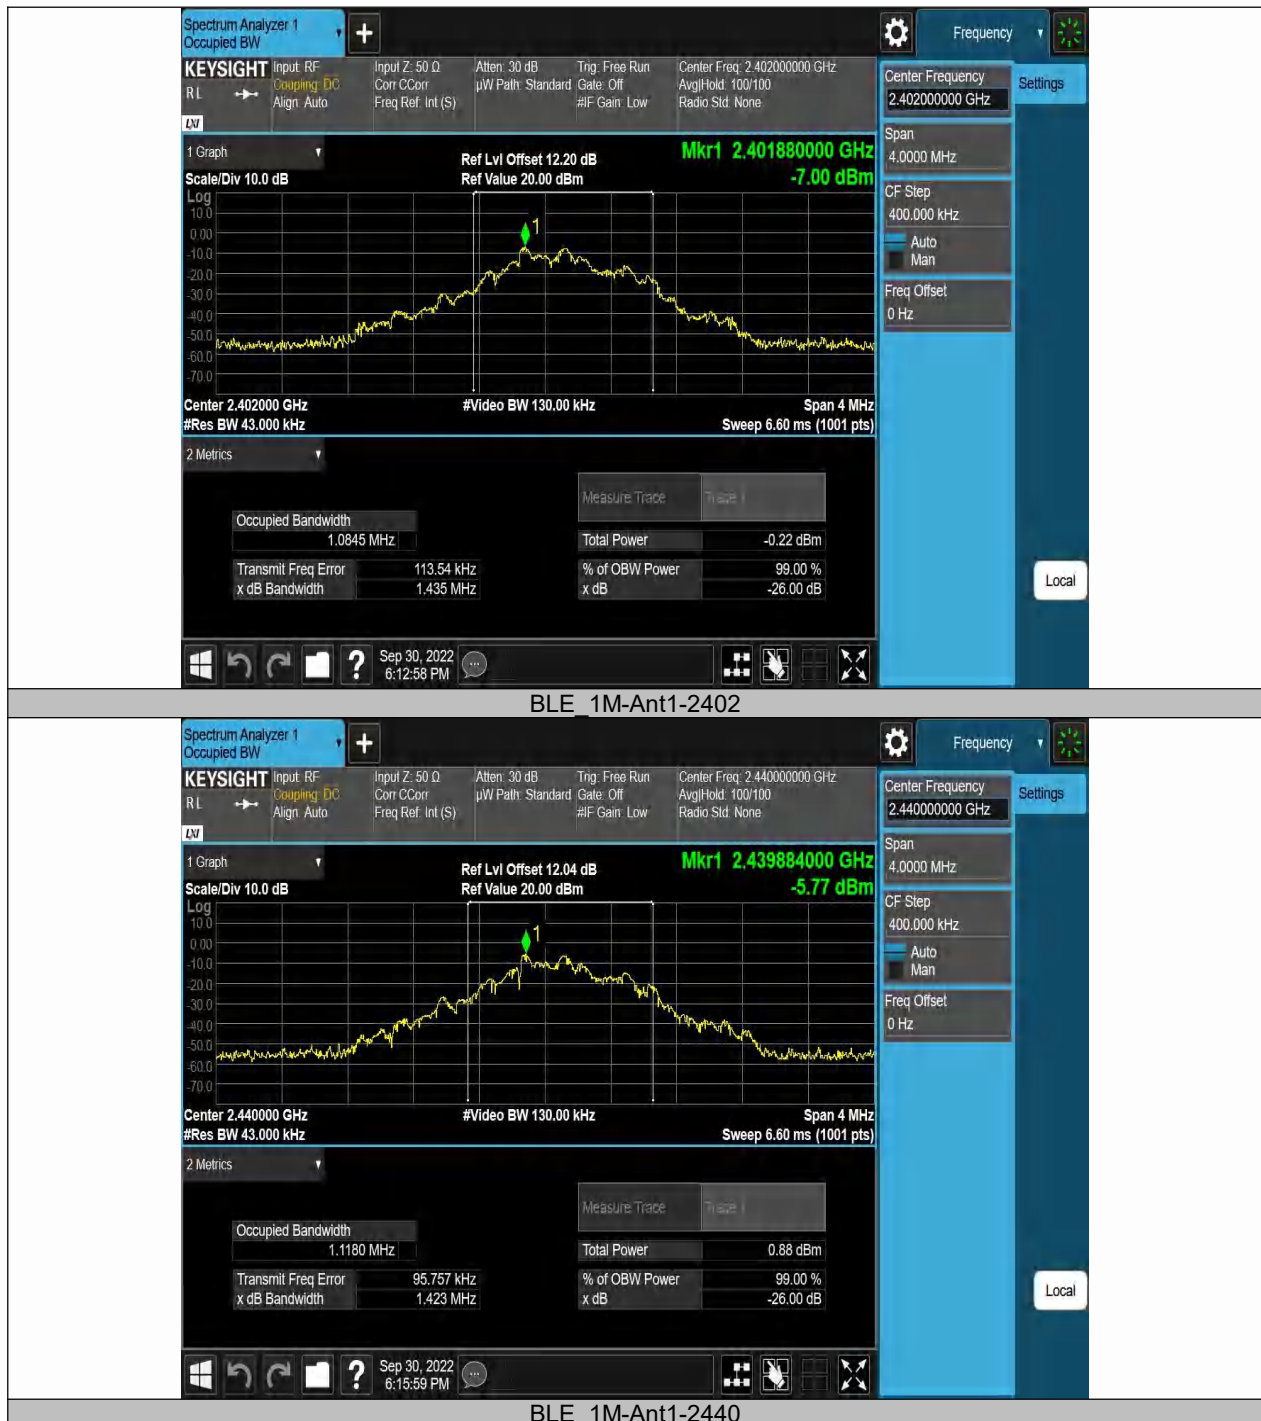 Spectrum Analyzer 1
Occupied BW
+
Frequency
KEYSIGHT
RL
LXI
Input: RF
Coupling: DC
Align: Auto
Input Z: 50 Ω
Corr CCorr
Freq Ref: Int (S)
Atten: 30 dB
µW Path: Standard
Trig: Free Run
Gate: Off
#IF Gain: Low
Center Freq: 2.402000000 GHz
Avg|Hold: 100/100
Radio Std: None
Center Frequency
2.402000000 GHz
Settings
Span
4.0000 MHz
CF Step
400.000 kHz
Auto
Man
Freq Offset
0 Hz
Local
1 Graph
Scale/Div 10.0 dB
Ref Lvl Offset 12.20 dB
Ref Value 20.00 dBm
Mkr1 2.401880000 GHz
-7.00 dBm
Log
10.0
0.00
-10.0
-20.0
-30.0
-40.0
-50.0
-60.0
-70.0
1
Center 2.402000 GHz
#Res BW 43.000 kHz
#Video BW 130.00 kHz
Span 4 MHz
Sweep 6.60 ms (1001 pts)
2 Metrics
Measure Trace Trace 1
Occupied Bandwidth
1.0845 MHz
Total Power -0.22 dBm
Transmit Freq Error 113.54 kHz
% of OBW Power 99.00 %
x dB Bandwidth 1.435 MHz
x dB -26.00 dB
?
Sep 30, 2022
6:12:58 PM
BLE_1M-Ant1-2402
Spectrum Analyzer 1
Occupied BW
+
Frequency
KEYSIGHT
RL
LXI
Input: RF
Coupling: DC
Align: Auto
Input Z: 50 Ω
Corr CCorr
Freq Ref: Int (S)
Atten: 30 dB
µW Path: Standard
Trig: Free Run
Gate: Off
#IF Gain: Low
Center Freq: 2.440000000 GHz
Avg|Hold: 100/100
Radio Std: None
Center Frequency
2.440000000 GHz
Settings
Span
4.0000 MHz
CF Step
400.000 kHz
Auto
Man
Freq Offset
0 Hz
Local
1 Graph
Scale/Div 10.0 dB
Ref Lvl Offset 12.04 dB
Ref Value 20.00 dBm
Mkr1 2.439884000 GHz
-5.77 dBm
Log
10.0
0.00
-10.0
-20.0
-30.0
-40.0
-50.0
-60.0
-70.0
1
Center 2.440000 GHz
#Res BW 43.000 kHz
#Video BW 130.00 kHz
Span 4 MHz
Sweep 6.60 ms (1001 pts)
2 Metrics
Measure Trace Trace 1
Occupied Bandwidth
1.1180 MHz
Total Power 0.88 dBm
Transmit Freq Error 95.757 kHz
% of OBW Power 99.00 %
x dB Bandwidth 1.423 MHz
x dB -26.00 dB
?
Sep 30, 2022
6:15:59 PM
BLE_1M-Ant1-2440